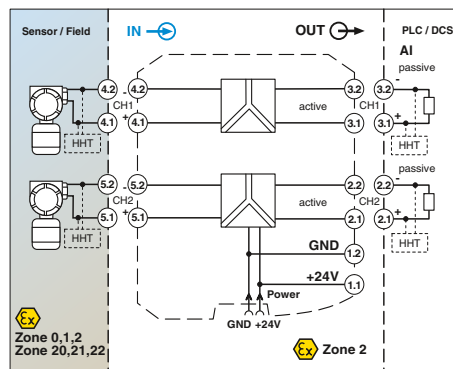 Sensor / Field
IN
OUT
PLC / DCS
AI
passive
4.2 - 4.2
3.2 3.2 -
CH1
active
CH1
4.1 + 4.1
3.1 3.1 +
HHT
HHT
passive
5.2 - 5.2
2.2 2.2 -
CH2
active
CH2
5.1 + 5.1
2.1 2.1 +
HHT
HHT
GND
1.2
+24V
1.1
Power
GND +24V
Ex
Zone 0,1,2
Zone 20,21,22
Ex
Zone 2